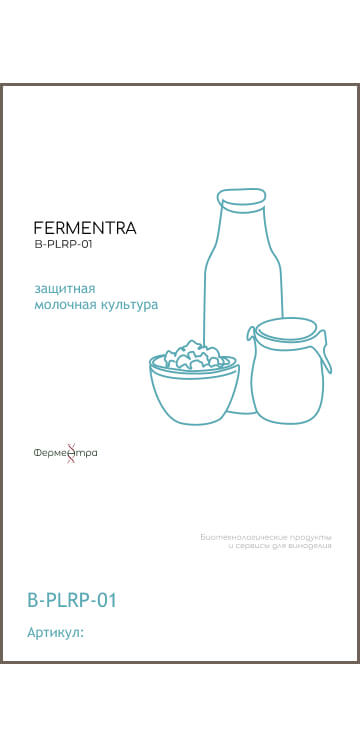 FERMENTRA
B-PLRP-01
защитная
молочная культура
Ферментра
Биотехнологические продукты
и сервисы для виноделия
B-PLRP-01
Артикул: